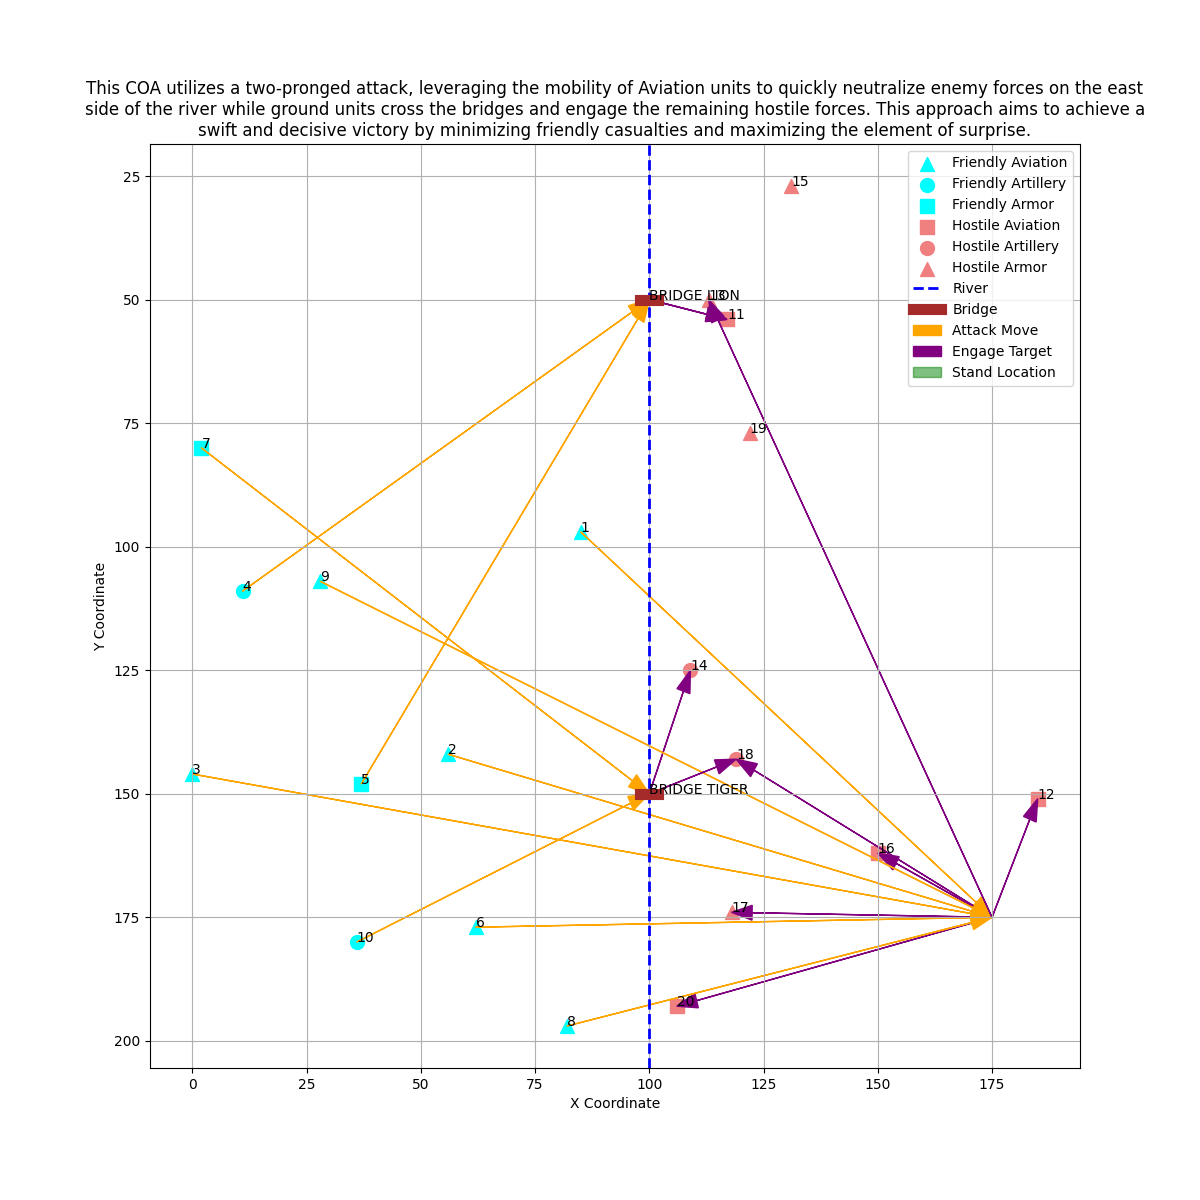 This COA utilizes a two-pronged attack, leveraging the mobility of Aviation units to quickly neutralize enemy forces on the east
side of the river while ground units cross the bridges and engage the remaining hostile forces. This approach aims to achieve a
swift and decisive victory by minimizing friendly casualties and maximizing the element of surprise.
Friendly Aviation
Friendly Artillery
Friendly Armor
Hostile Aviation
Hostile Artillery
Hostile Armor
River
Bridge
Attack Move
Engage Target
Stand Location
15
BRIDGE LION
13
11
7
19
1
9
4
14
2
18
3
5
BRIDGE TIGER
12
16
17
6
10
20
8
25
50
75
100
125
150
175
200
Y Coordinate
0
25
50
75
100
125
150
175
X Coordinate